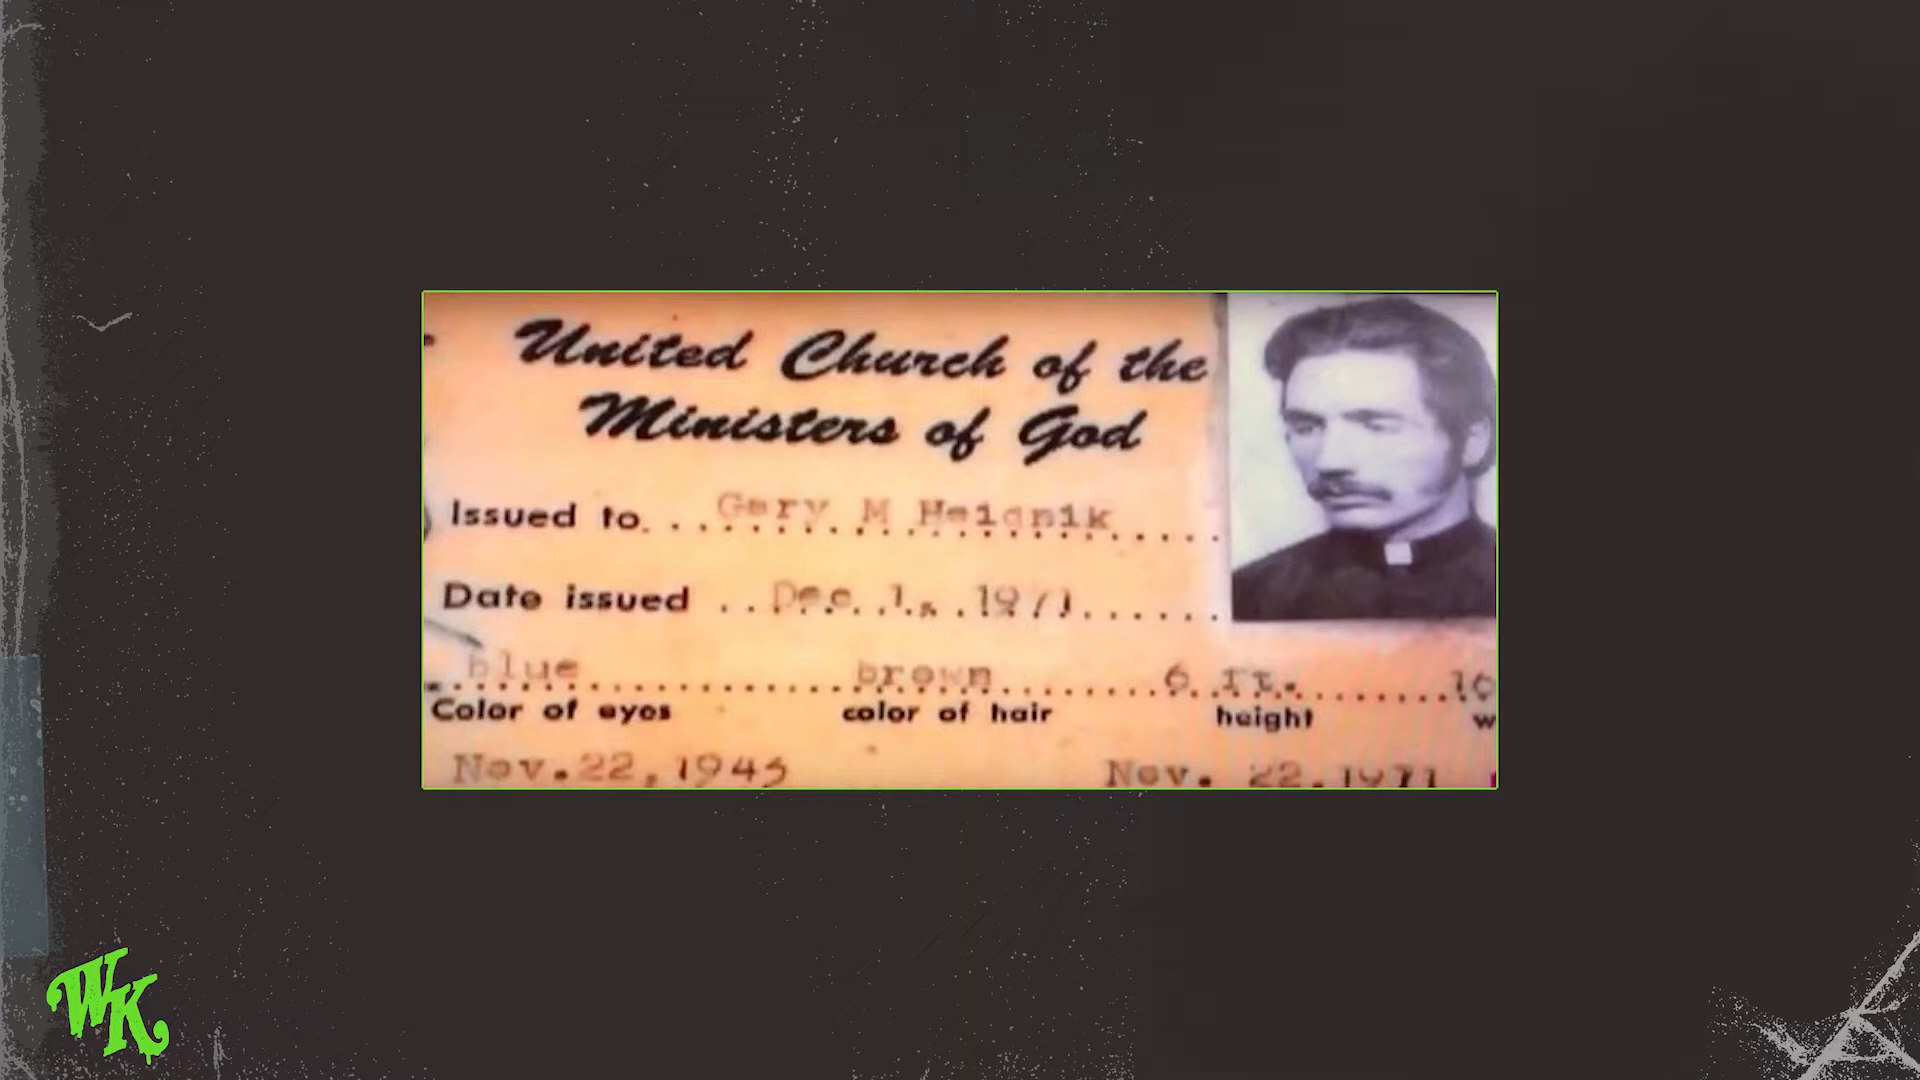 United Church of the
Ministers of God
Issued to. Gary M Heidnik
Date issued Dec. 1, 1971
blue brown 6 ft.
Color of eyes color of hair height
Nov.22,1943 Nov. 22,1971
WK